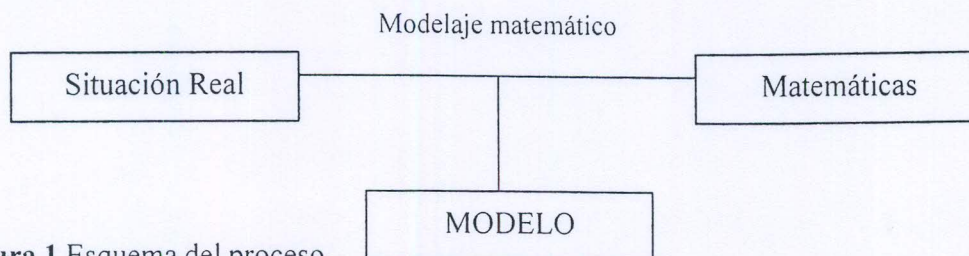 Modelaje matemático
Situación Real
Matemáticas
MODELO
ura 1 Esquema del proceso